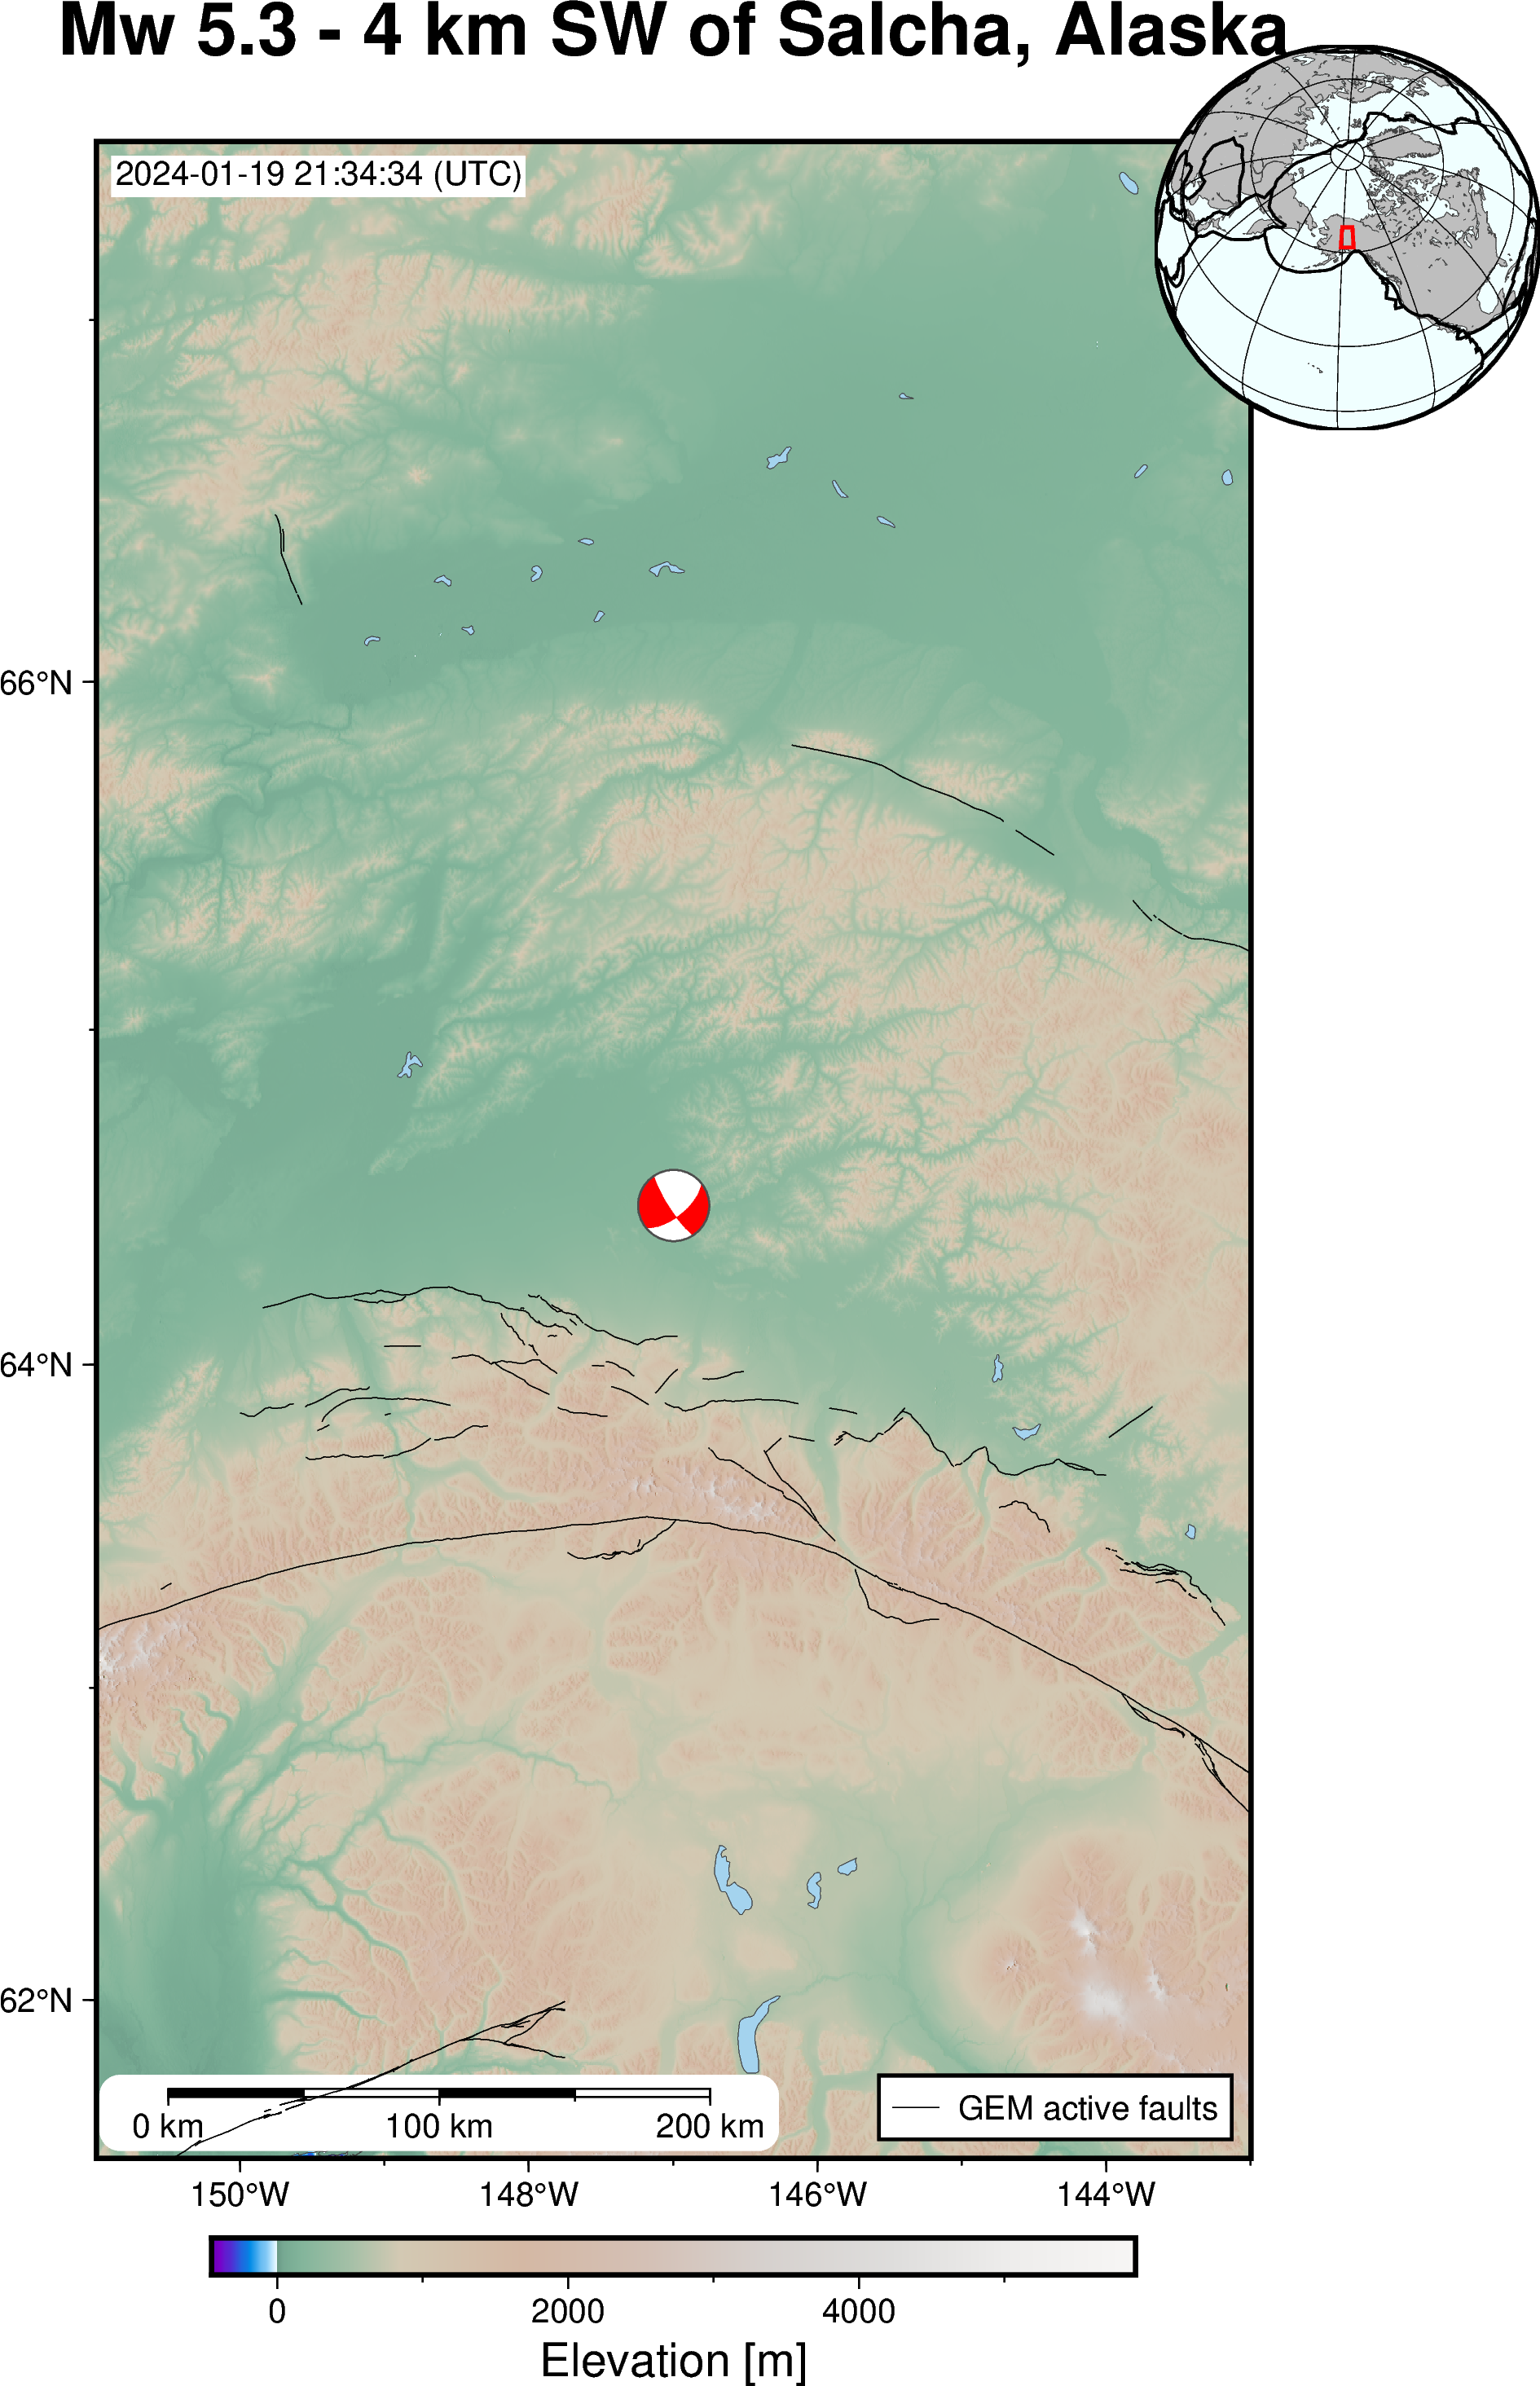 Mw 5.3 - 4 km SW of Salcha, Alaska
2024-01-19 21:34:34 (UTC)
66°N
64°N
62°N
0 km 100 km 200 km
GEM active faults
150°W 148°W 146°W 144°W
0 2000 4000
Elevation [m]